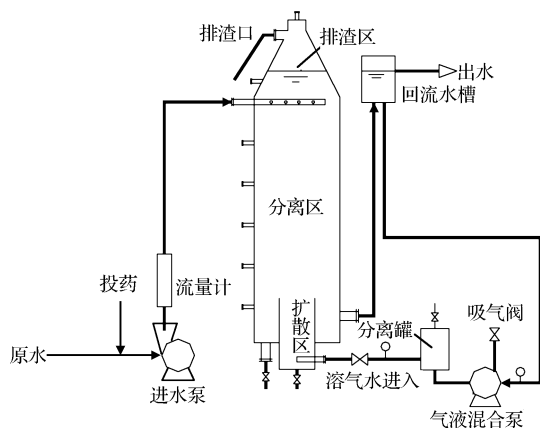 排渣口
排渣区
出水
回流水槽
分离区
投药
流量计
扩
散
区
吸气阀
分离罐
原水
溶气水进入
进水泵
气液混合泵